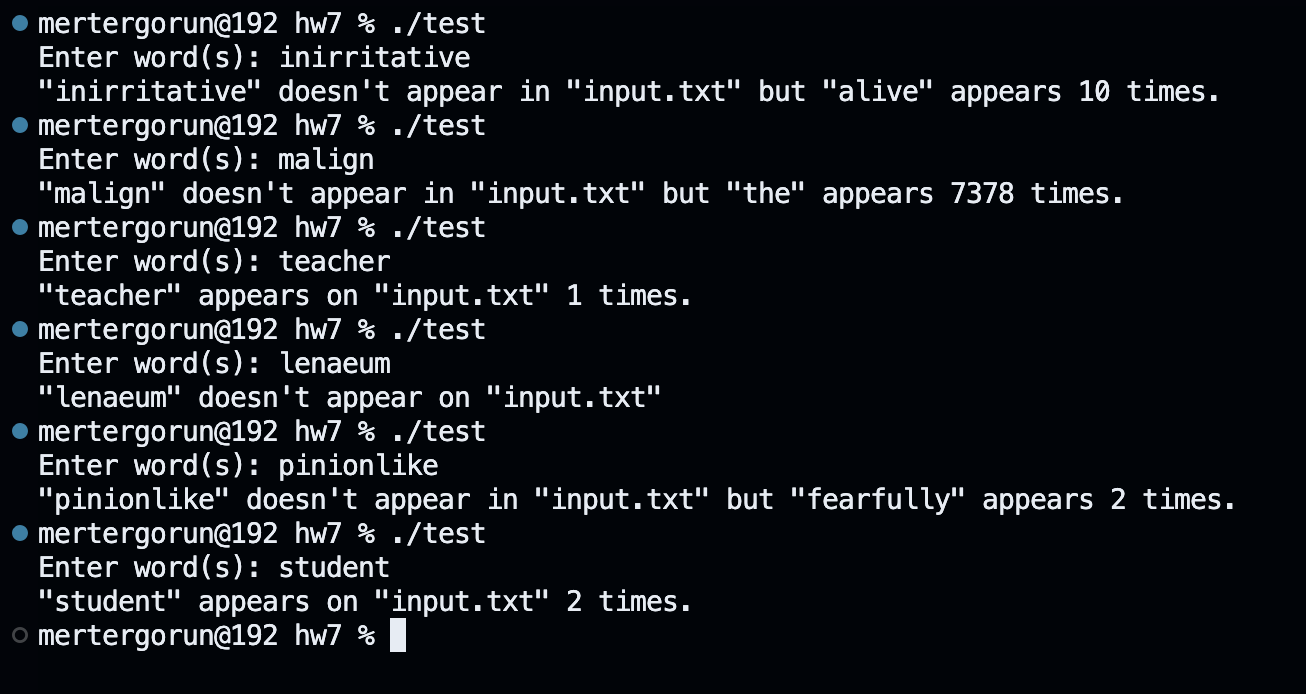 mertergorun@192 hw7 % ./test
Enter word(s): inirritative
"inirritative" doesn't appear in "input.txt" but "alive" appears 10 times.
mertergorun@192 hw7 % ./test
Enter word(s): malign
"malign" doesn't appear in "input.txt" but "the" appears 7378 times.
mertergorun@192 hw7 % ./test
Enter word(s): teacher
"teacher" appears on "input.txt" 1 times.
mertergorun@192 hw7 % ./test
Enter word(s): lenaeum
"lenaeum" doesn't appear on "input.txt"
mertergorun@192 hw7 % ./test
Enter word(s): pinionlike
"pinionlike" doesn't appear in "input.txt" but "fearfully" appears 2 times.
mertergorun@192 hw7 % ./test
Enter word(s): student
"student" appears on "input.txt" 2 times.
mertergorun@192 hw7 %